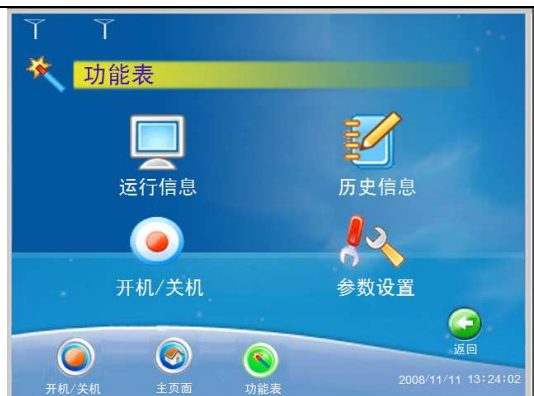 功能表
运行信息
历史信息
开机/关机
参数设置
返回
开机/关机
主页面
功能表
2008/11/11 13:24:02